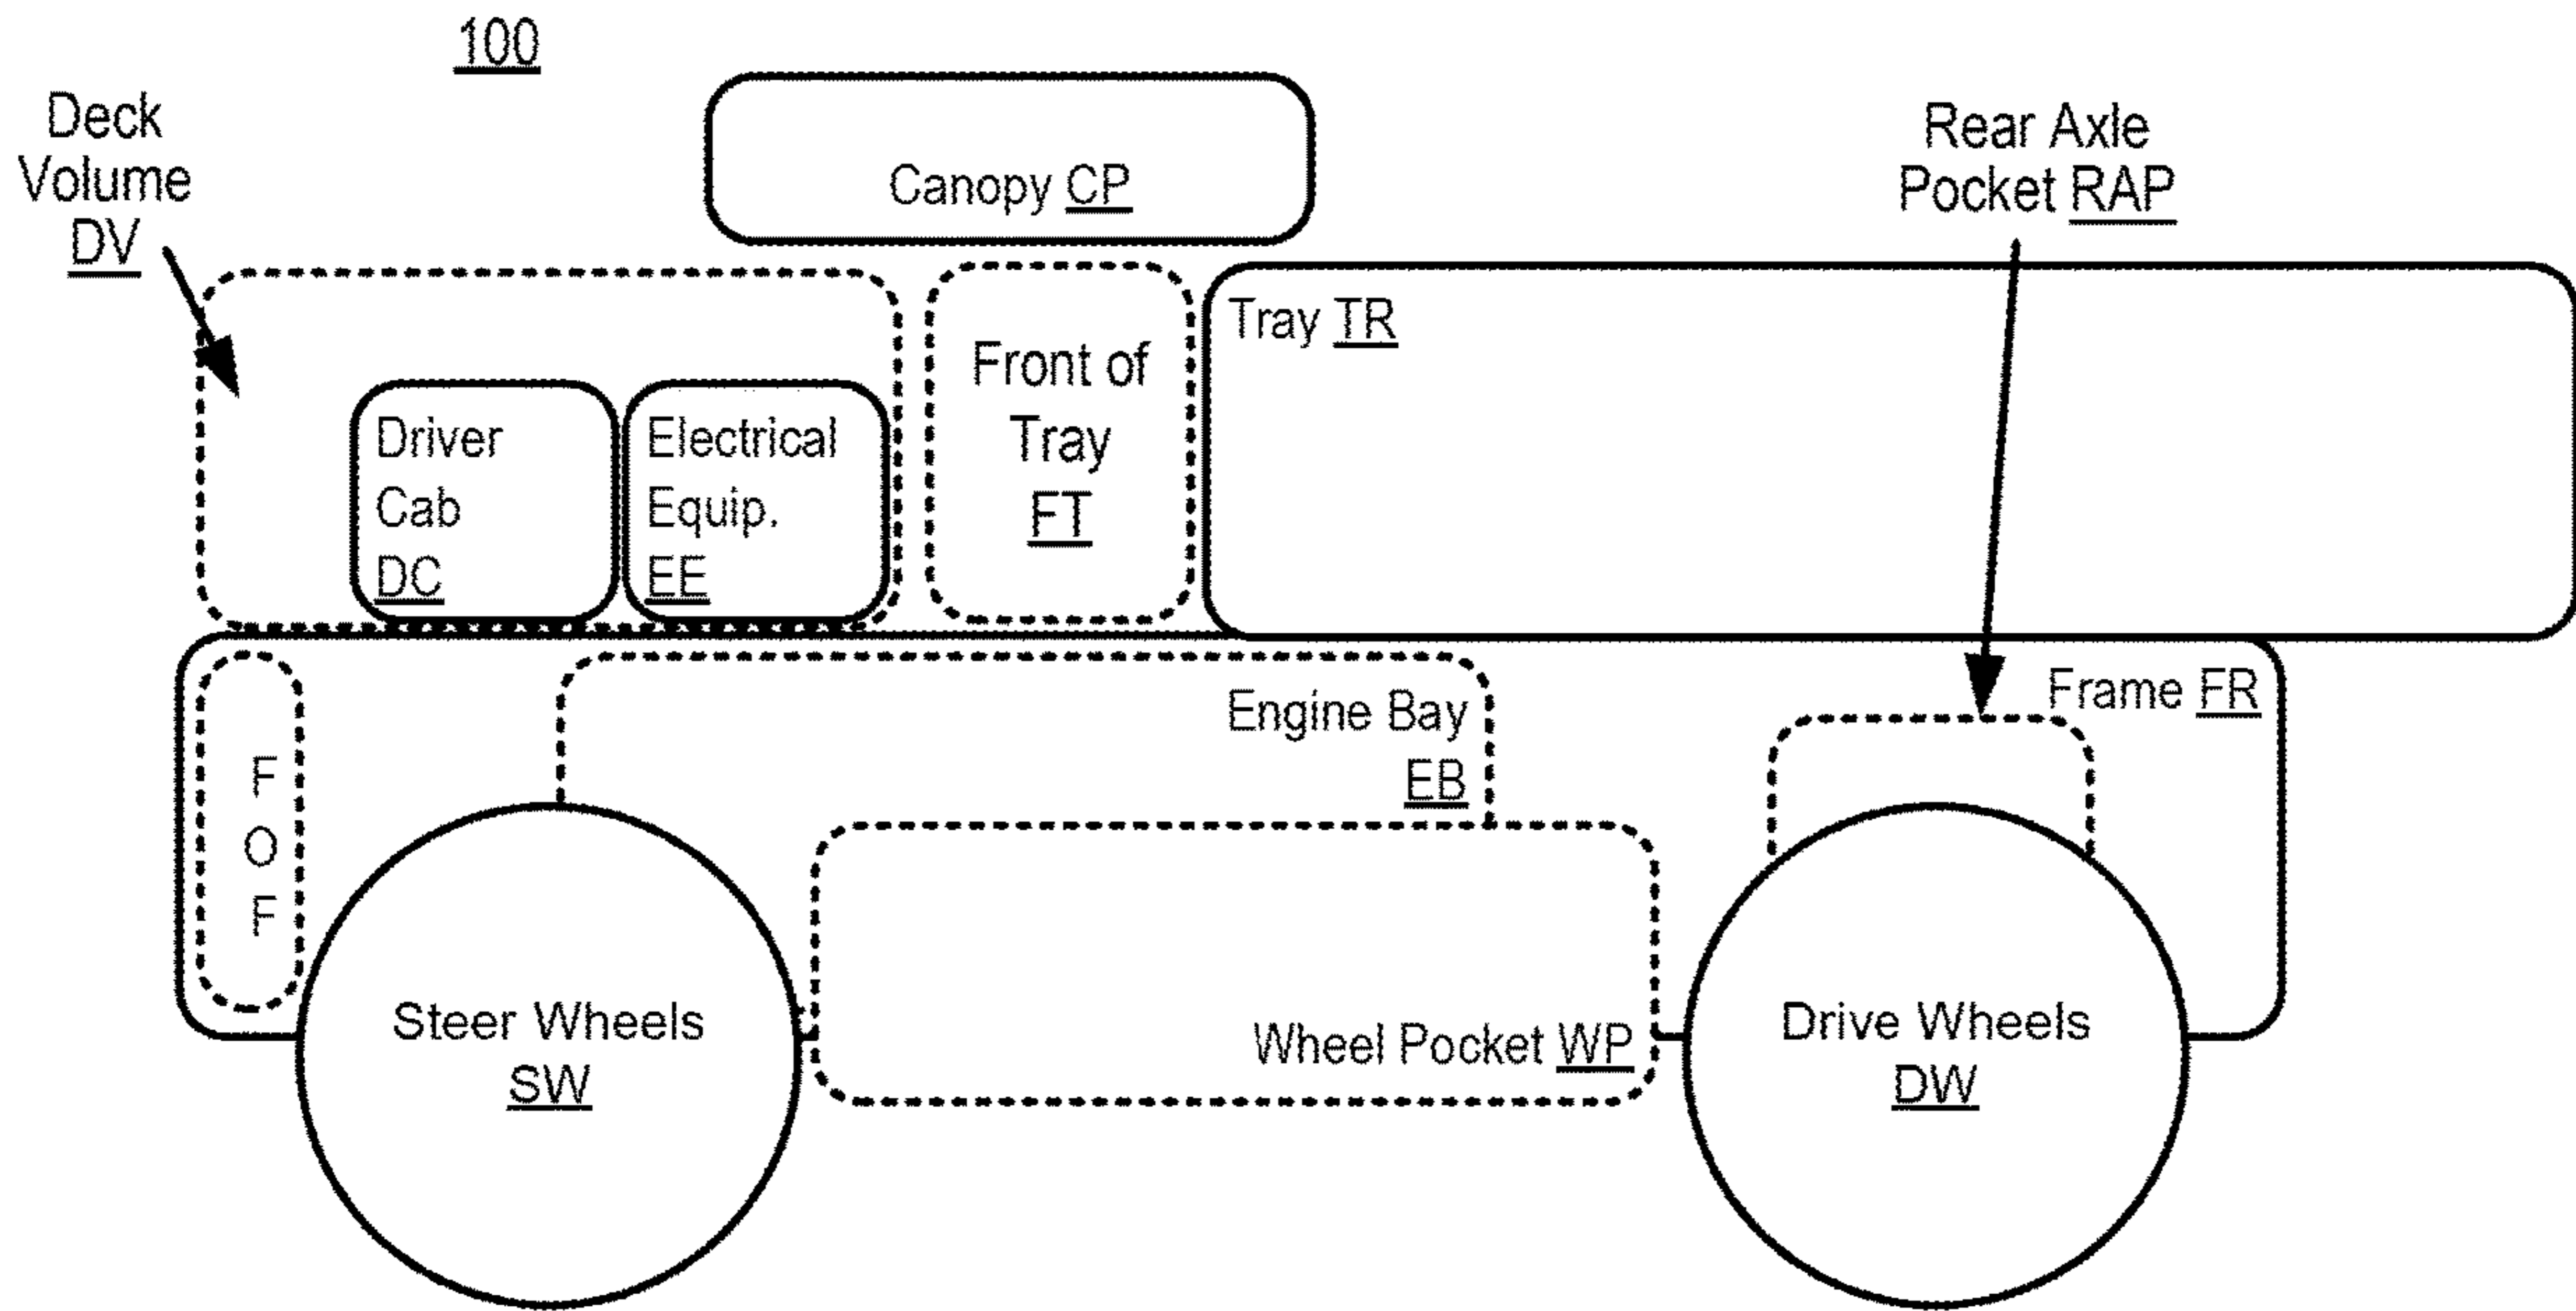 100
Deck
Volume
DV
Canopy CP
Rear Axle
Pocket RAP
Tray TR
Front of
Tray
FT
Driver
Cab
DC
Electrical
Equip.
EE
Frame FR
Engine Bay
EB
F
O
F
Steer Wheels
SW
Wheel Pocket WP
Drive Wheels
DW